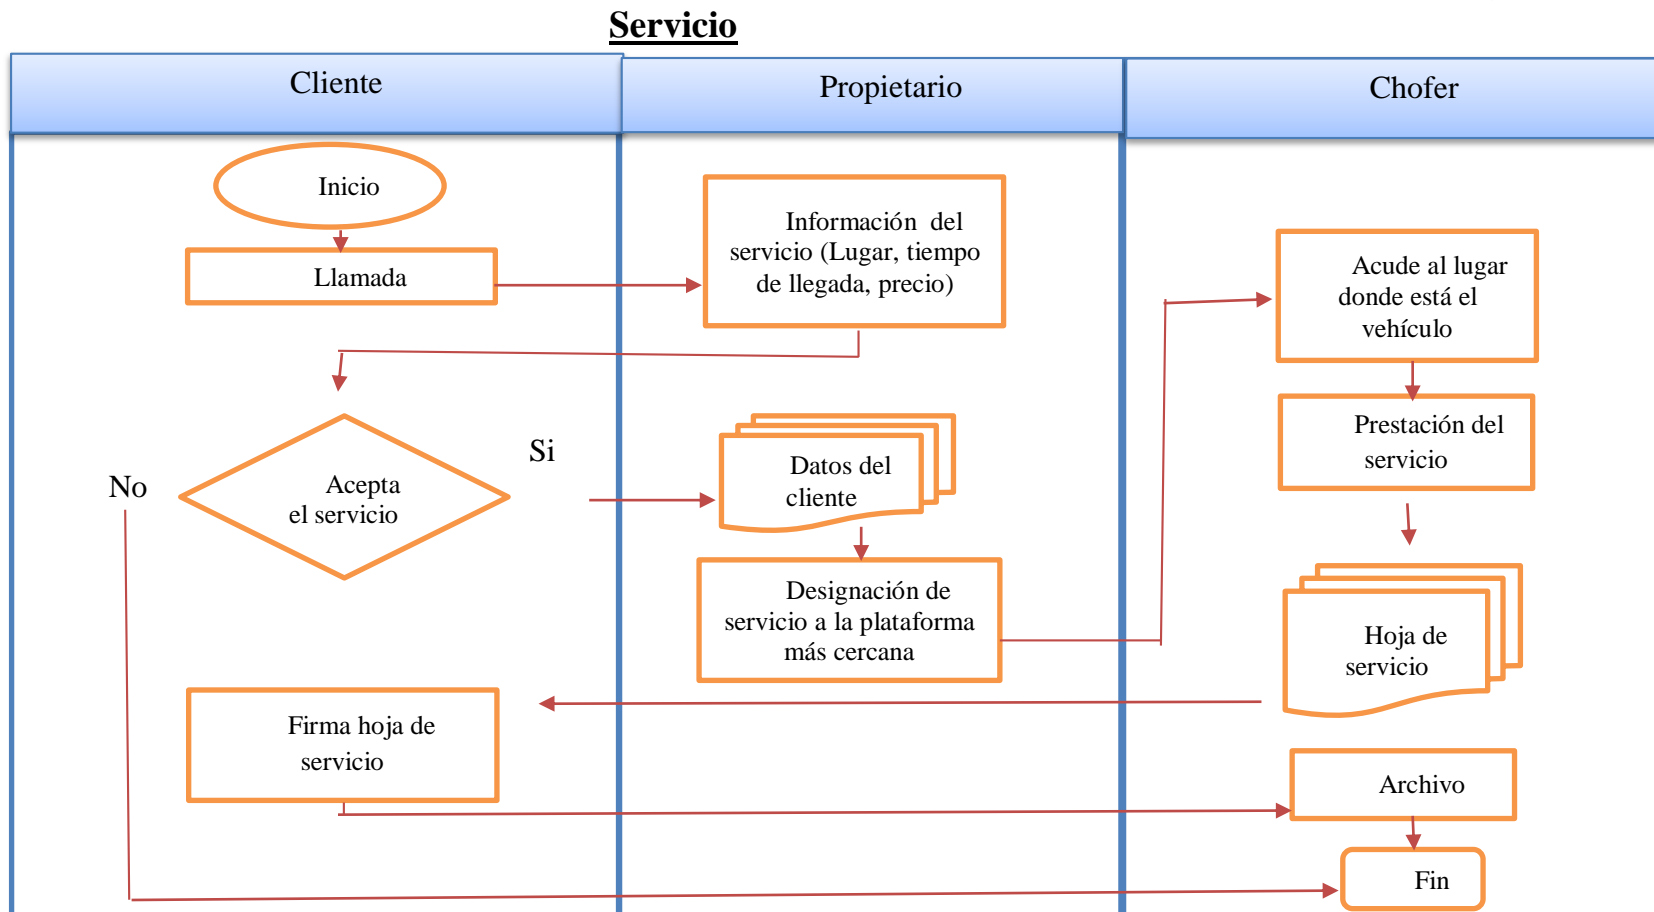 Servicio
Cliente
Propietario
Chofer
Inicio
Llamada
Información  del
servicio (Lugar, tiempo
de llegada, precio)
Acude al lugar
donde está el
vehículo
Prestación del
servicio
Si
No
Acepta
el servicio
Datos del
cliente
Designación de
servicio a la plataforma
más cercana
Hoja de
servicio
Firma hoja de
servicio
Archivo
Fin